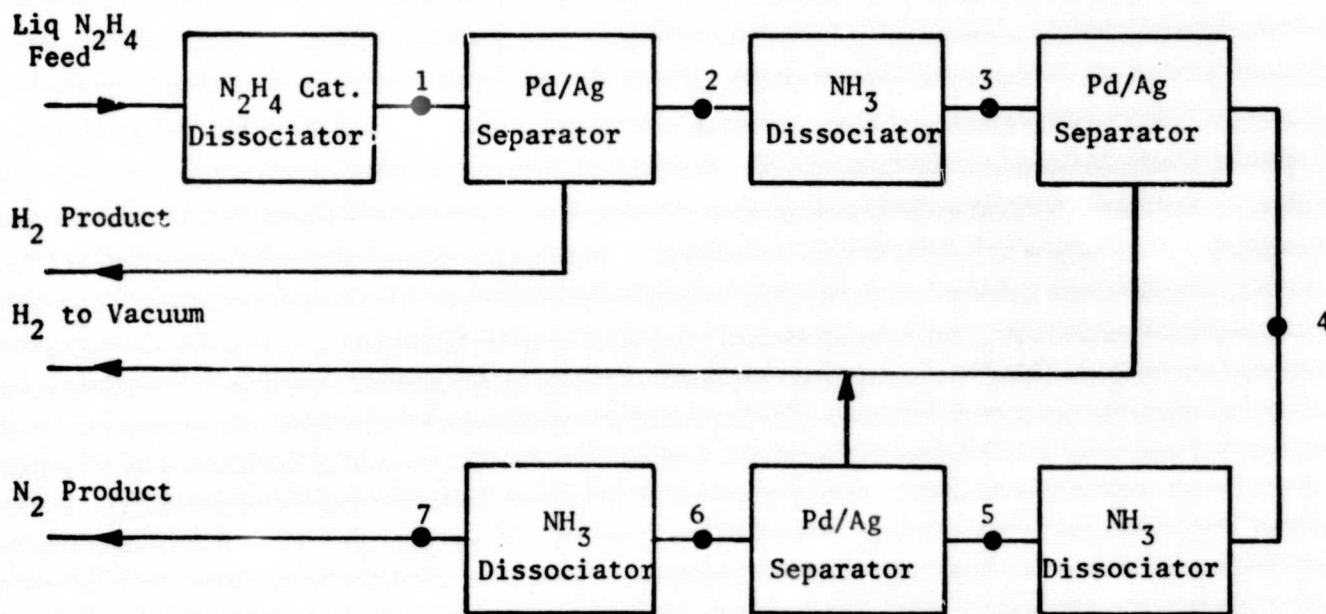 Liq N2H4
Feed
N2H4 Cat.
Dissociator
1
Pd/Ag
Separator
2
NH3
Dissociator
3
Pd/Ag
Separator
H2 Product
H2 to Vacuum
4
N2 Product
7
NH3
Dissociator
6
Pd/Ag
Separator
5
NH3
Dissociator